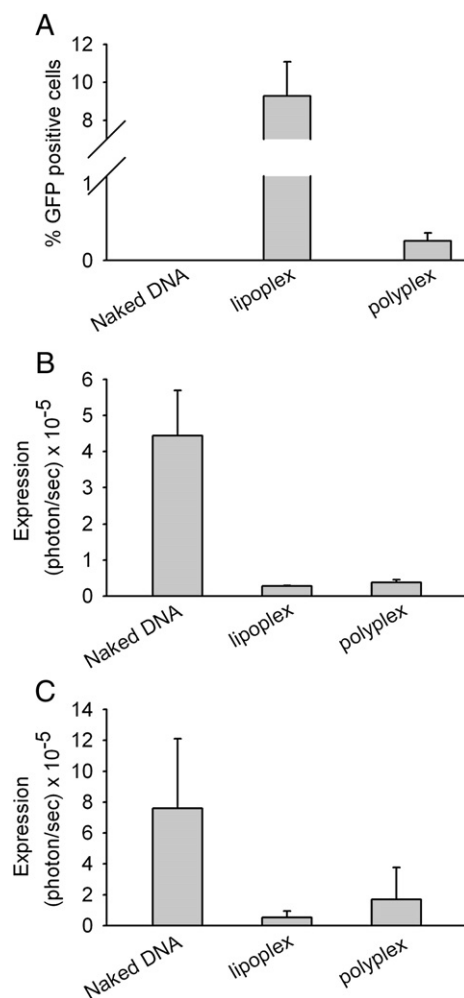 A
% GFP positive cells
12
10
8
1
0
Naked DNA
lipoplex
polyplex
B
Expression
(photon/sec) x 10-5
6
5
4
3
2
1
0
Naked DNA
lipoplex
polyplex
C
Expression
(photon/sec) x 10-5
14
12
10
8
6
4
2
0
Naked DNA
lipoplex
polyplex